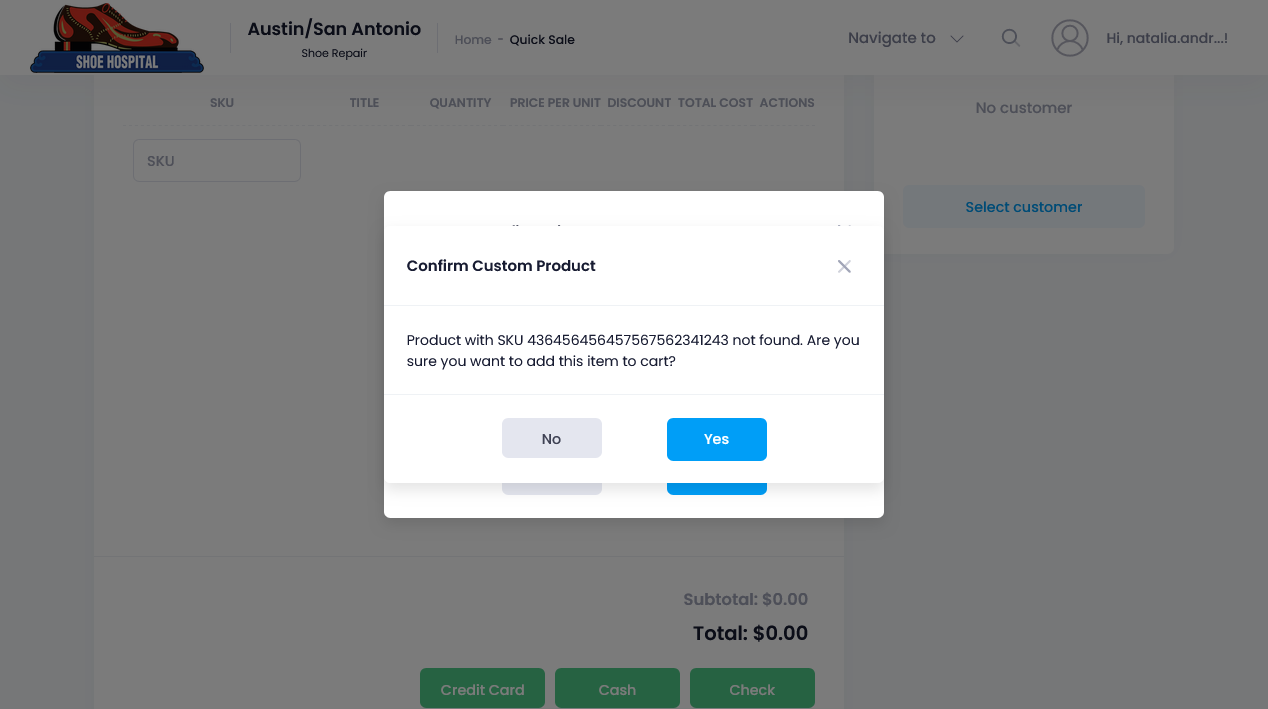 SHOE HOSPITAL
Austin/San Antonio
Shoe Repair
Home - Quick Sale
Navigate to
Hi, natalia.andr...!
SKU TITLE QUANTITY PRICE PER UNIT DISCOUNT TOTAL COST ACTIONS
SKU
No customer
Select customer
Confirm Custom Product
Product with SKU 4364564564575675623412​43 not found. Are you
sure you want to add this item to cart?
No Yes
Subtotal: $0.00
Total: $0.00
Credit Card Cash Check